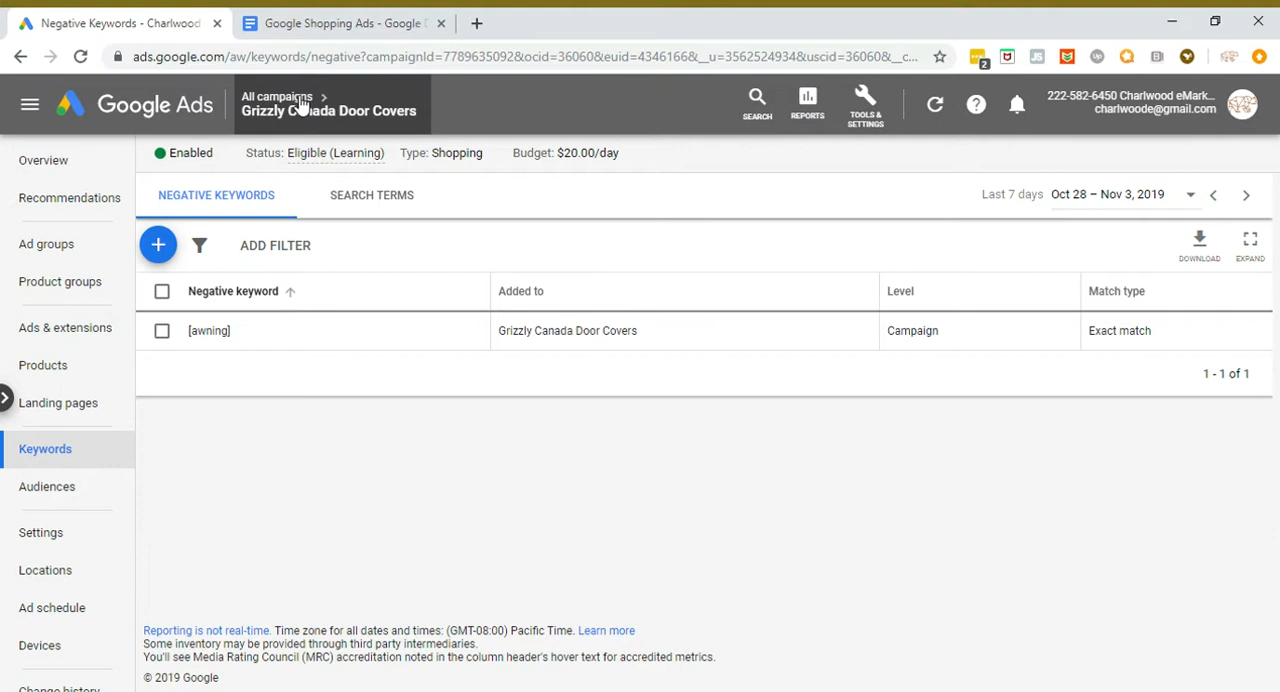 Negative Keywords - Charlwood
Google Shopping Ads - Google D
ads.google.com/aw/keywords/negative?campaignId=7789635092&ocid=36060&euid=4346166&__u=3562524934&uscid=36060&__c...
2
Google Ads
All campaigns
Grizzly Canada Door Covers
SEARCH
REPORTS
TOOLS &
SETTINGS
222-582-6450 Charlwood eMark...
charlwoode@gmail.com
Enabled
Status: Eligible (Learning)
Type: Shopping
Budget: $20.00/day
Overview
Recommendations
Ad groups
Product groups
Ads & extensions
Products
Landing pages
Keywords
Audiences
Settings
Locations
Ad schedule
Devices
Change history
NEGATIVE KEYWORDS
SEARCH TERMS
Last 7 days Oct 28 – Nov 3, 2019
ADD FILTER
DOWNLOAD
EXPAND
Negative keyword
Added to
Level
Match type
[awning]
Grizzly Canada Door Covers
Campaign
Exact match
1 - 1 of 1
Reporting is not real-time. Time zone for all dates and times: (GMT-08:00) Pacific Time. Learn more
Some inventory may be provided through third party intermediaries.
You'll see Media Rating Council (MRC) accreditation noted in the column header's hover text for accredited metrics.
© 2019 Google